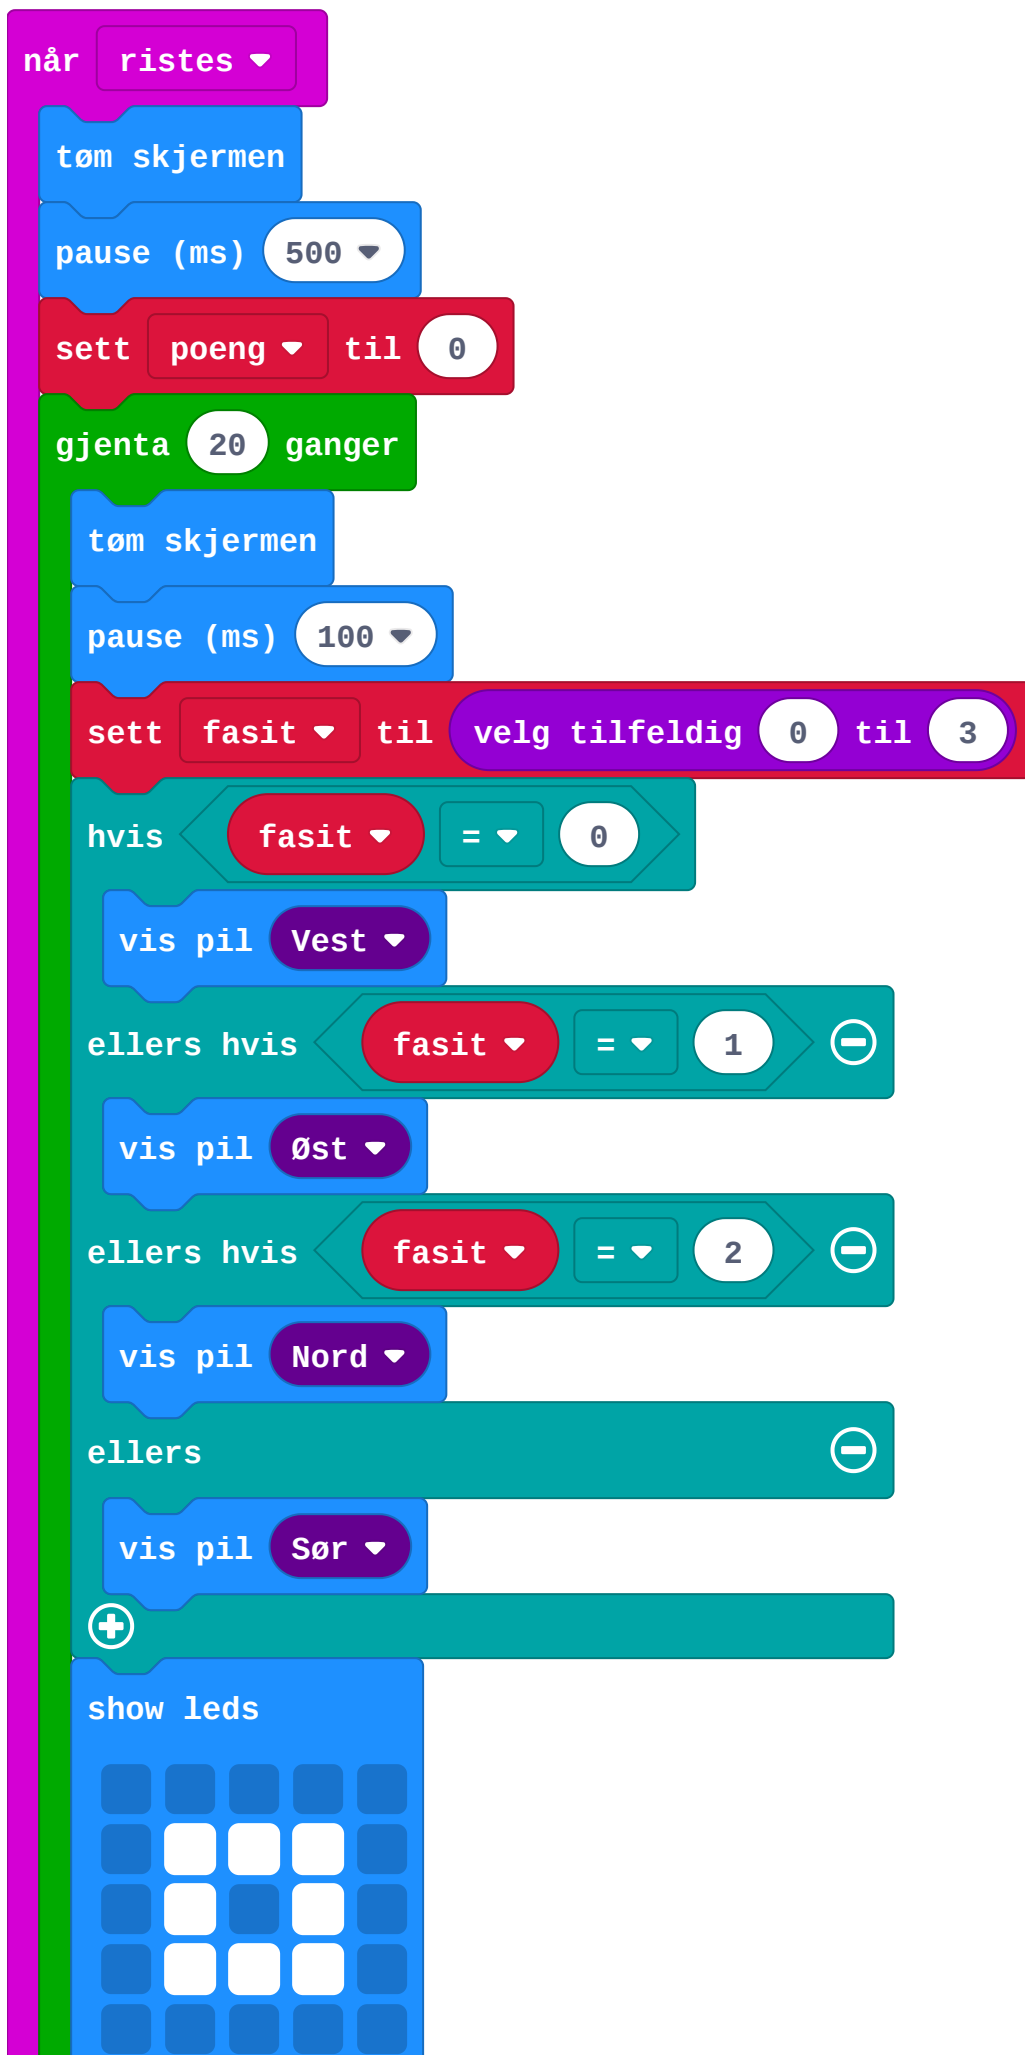 når ristes
tøm skjermen
pause (ms) 500
sett poeng til 0
gjenta 20 ganger
tøm skjermen
pause (ms) 100
sett fasit til velg tilfeldig 0 til 3
hvis fasit = 0
vis pil Vest
ellers hvis fasit = 1
vis pil Øst
ellers hvis fasit = 2
vis pil Nord
ellers
vis pil Sør
show leds